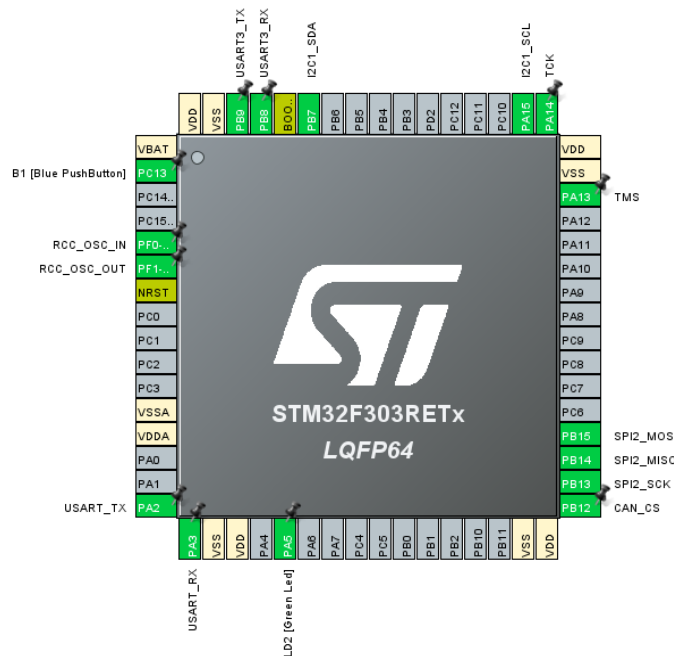 USART3_TX
USART3_RX
I2C1_SDA
I2C1_SCL
TCK
VDD
VSS
PB9
PB8
BOO..
PB7
PB6
PB5
PB4
PB3
PD2
PC12
PC11
PC10
PA15
PA14
VBAT
B1 [Blue PushButton] PC13
PC14..
PC15..
RCC_OSC_IN PF0-..
RCC_OSC_OUT PF1-..
NRST
PC0
PC1
PC2
PC3
VSSA
VDDA
PA0
PA1
USART_TX PA2
STM32F303RETx
LQFP64
VDD
VSS
PA13 TMS
PA12
PA11
PA10
PA9
PA8
PC9
PC8
PC7
PC6
PB15 SPI2_MOS
PB14 SPI2_MISO
PB13 SPI2_SCK
PB12 CAN_CS
PA3
VSS
VDD
PA4
PA5
PA6
PA7
PC4
PC5
PB0
PB1
PB2
PB10
PB11
VSS
VDD
USART_RX
LD2 [Green Led]